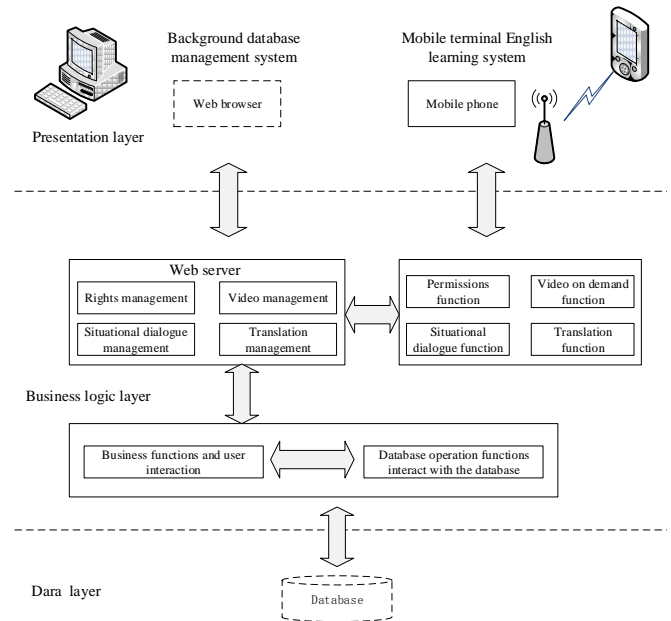 Background database
management system
Mobile terminal English
learning system
Web browser
Mobile phone
Presentation layer
Web server
Rights management
Video management
Situational dialogue
management
Translation
management
Permissions
function
Video on demand
function
Situational
dialogue function
Translation
function
Business logic layer
Business functions and user
interaction
Database operation functions
interact with the database
Dara layer
Database